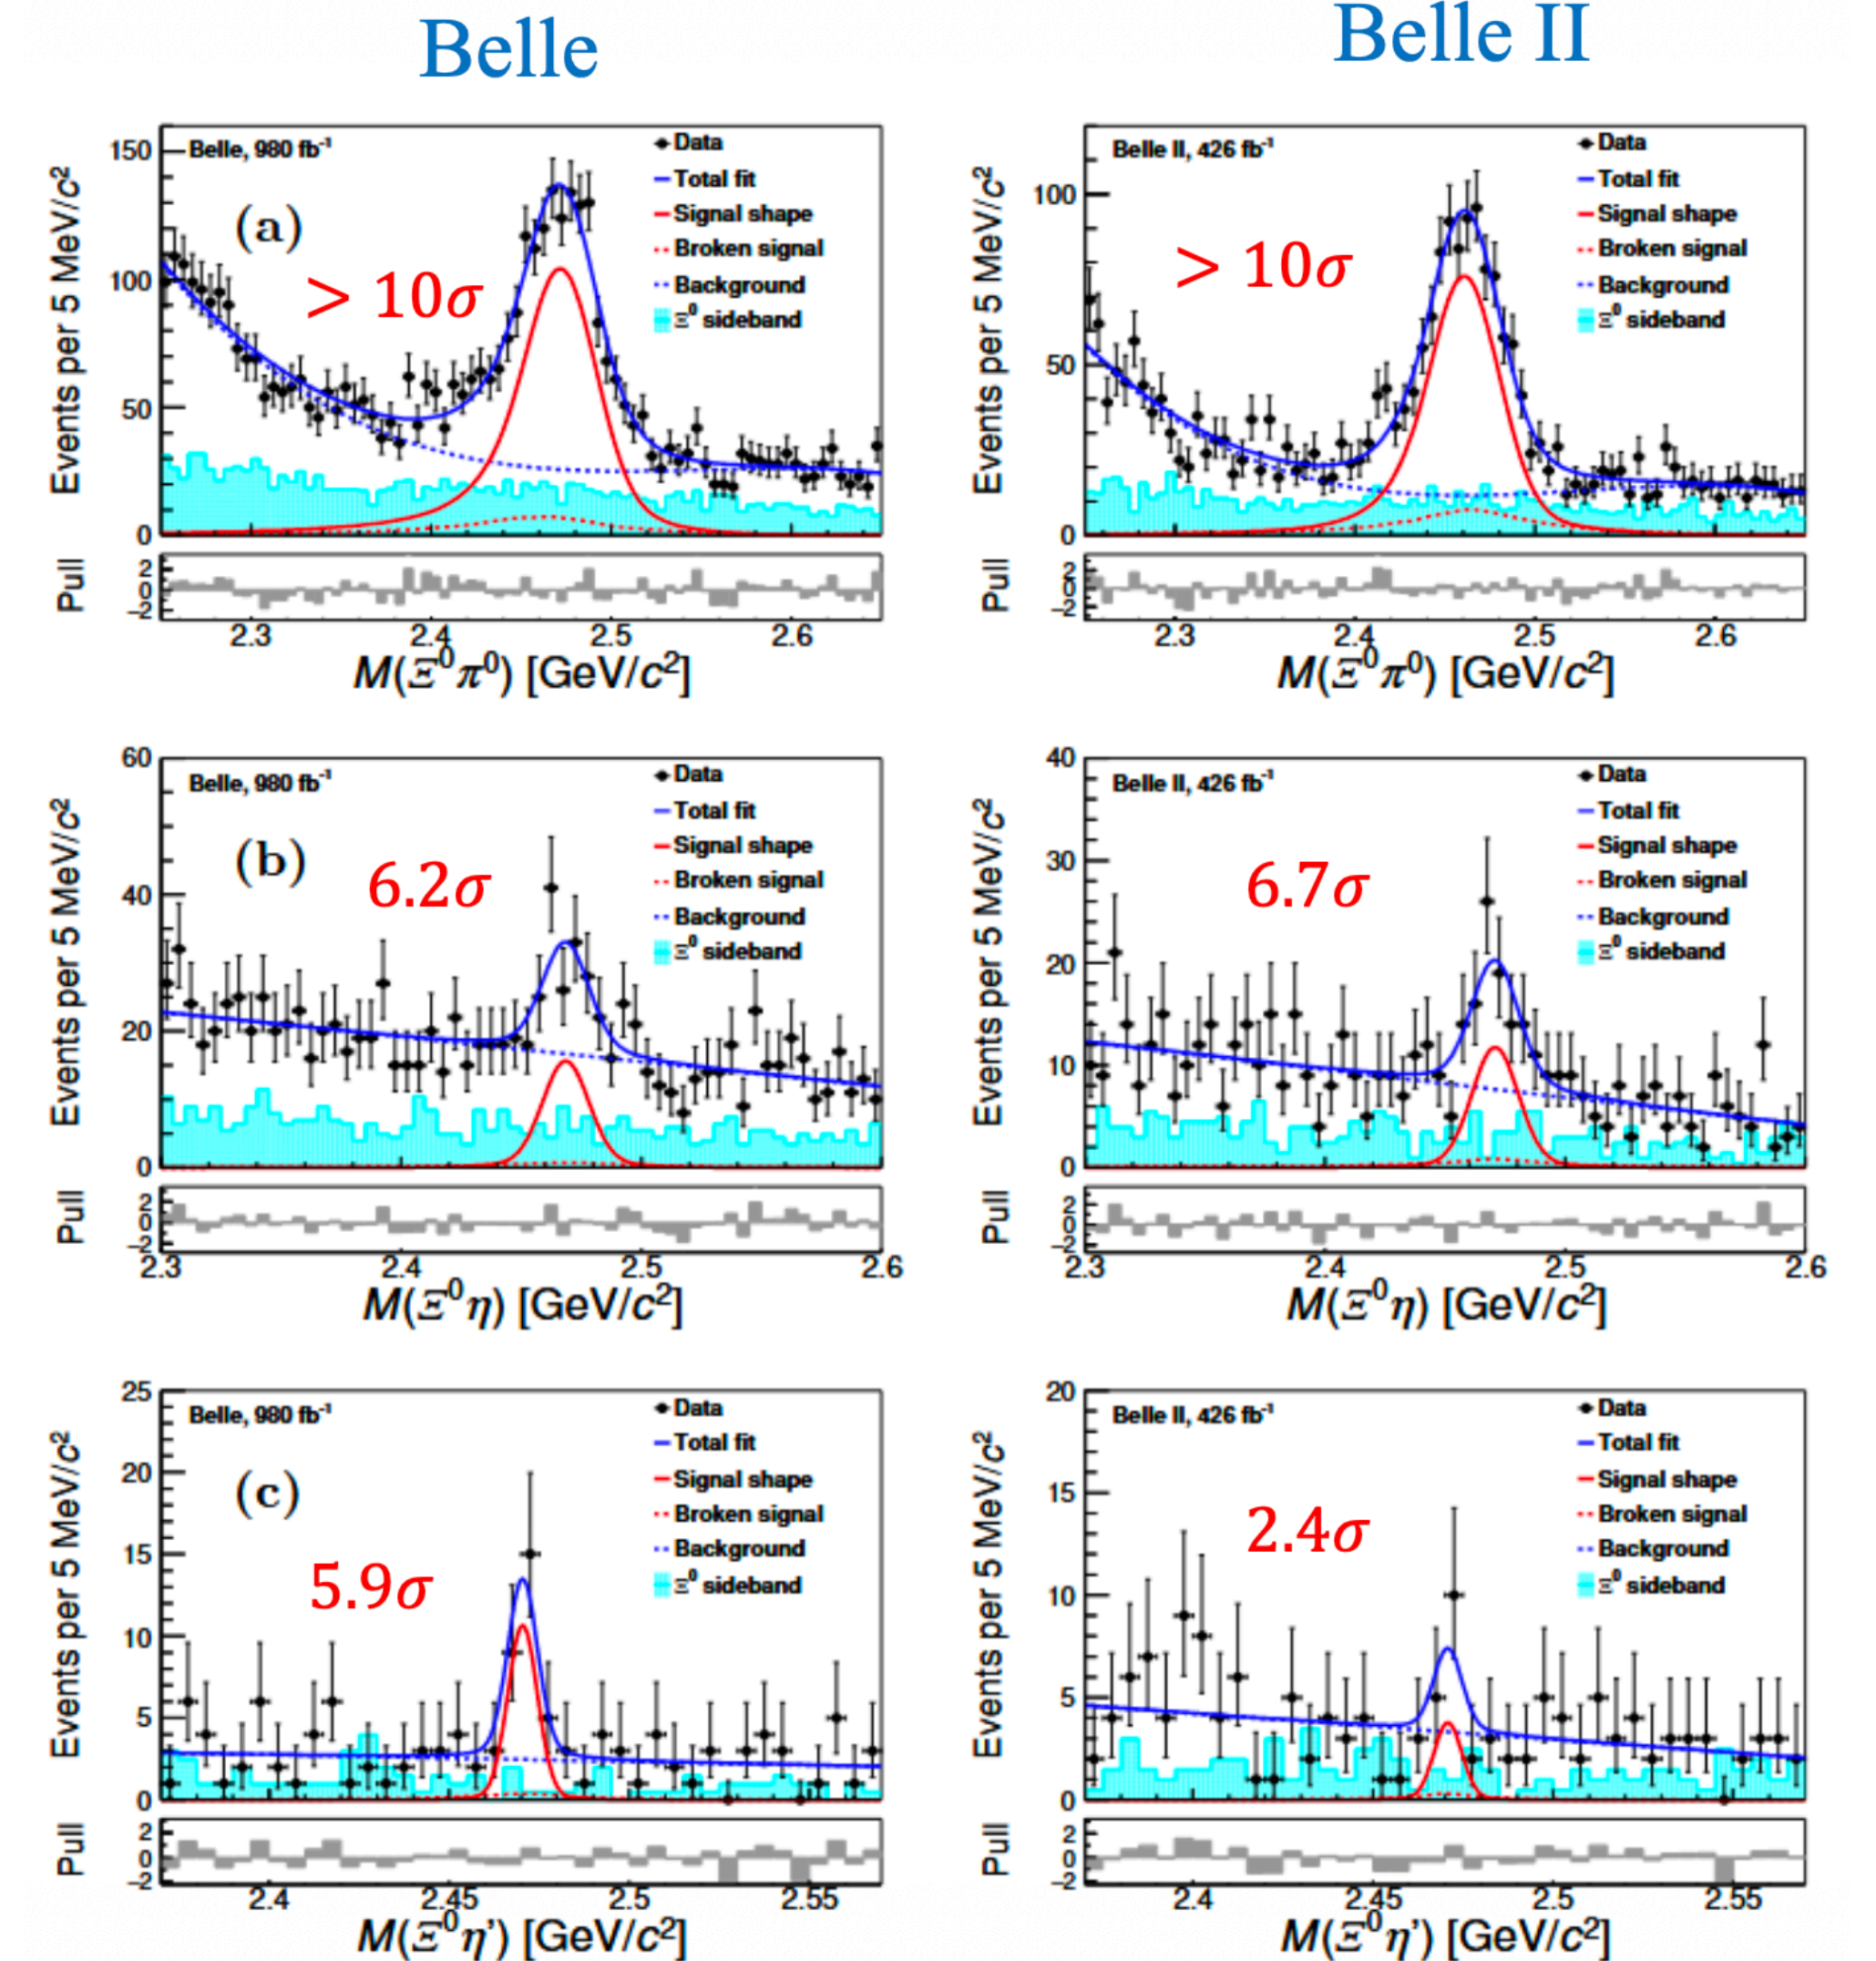 Belle
Belle II
Belle, 980 fb⁻¹
(a)
> 10σ
Data
Total fit
Signal shape
Broken signal
Background
Ξ⁰ sideband
Events per 5 MeV/c²
150
100
50
0
Pull
2
0
−2
2.3 2.4 2.5 2.6
M(Ξ⁰π⁰) [GeV/c²]
Belle II, 426 fb⁻¹
> 10σ
Data
Total fit
Signal shape
Broken signal
Background
Ξ⁰ sideband
Events per 5 MeV/c²
100
50
0
Pull
2
0
−2
2.3 2.4 2.5 2.6
M(Ξ⁰π⁰) [GeV/c²]
Belle, 980 fb⁻¹
(b)
6.2σ
Data
Total fit
Signal shape
Broken signal
Background
Ξ⁰ sideband
Events per 5 MeV/c²
60
40
20
0
Pull
2
0
−2
2.3 2.4 2.5 2.6
M(Ξ⁰η) [GeV/c²]
Belle II, 426 fb⁻¹
6.7σ
Data
Total fit
Signal shape
Broken signal
Background
Ξ⁰ sideband
Events per 5 MeV/c²
40
30
20
10
0
Pull
2
0
−2
2.3 2.4 2.5 2.6
M(Ξ⁰η) [GeV/c²]
Belle, 980 fb⁻¹
(c)
5.9σ
Data
Total fit
Signal shape
Broken signal
Background
Ξ⁰ sideband
Events per 5 MeV/c²
25
20
15
10
5
0
Pull
2
0
−2
2.4 2.45 2.5 2.55
M(Ξ⁰η') [GeV/c²]
Belle II, 426 fb⁻¹
2.4σ
Data
Total fit
Signal shape
Broken signal
Background
Ξ⁰ sideband
Events per 5 MeV/c²
20
15
10
5
0
Pull
2
0
−2
2.4 2.45 2.5 2.55
M(Ξ⁰η') [GeV/c²]